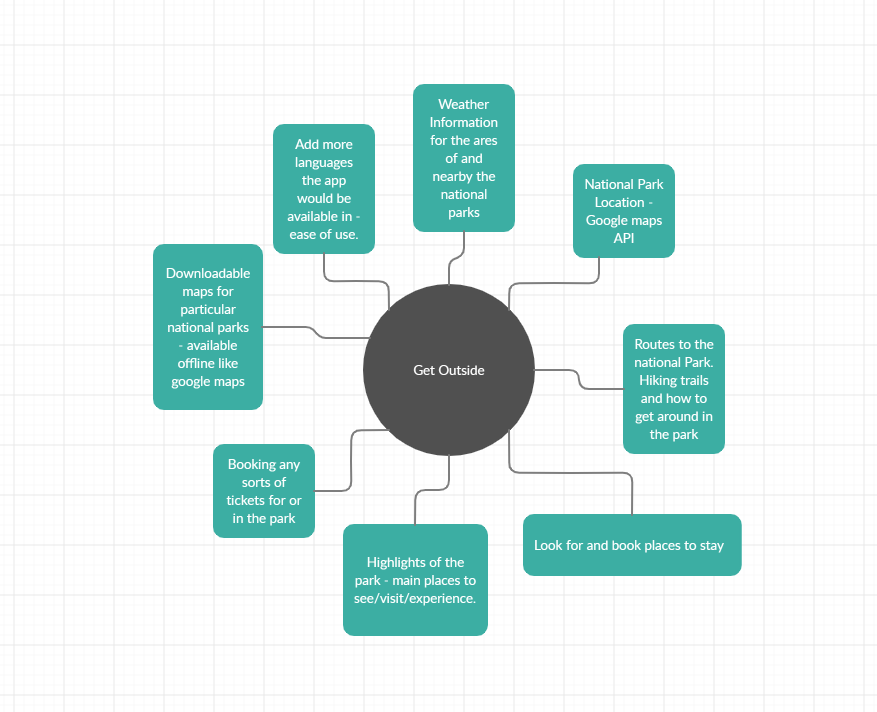 Weather
Information
for the ares
of and
nearby the
national
parks
Add more
languages
the app
would be
available in -
ease of use.
National Park
Location -
Google maps
API
Downloadable
maps for
particular
national parks
- available
offline like
google maps
Get Outside
Routes to the
national Park.
Hiking trails
and how to
get around in
the park
Booking any
sorts of
tickets for or
in the park
Look for and book places to stay
Highlights of the
park - main places to
see/visit/experience.